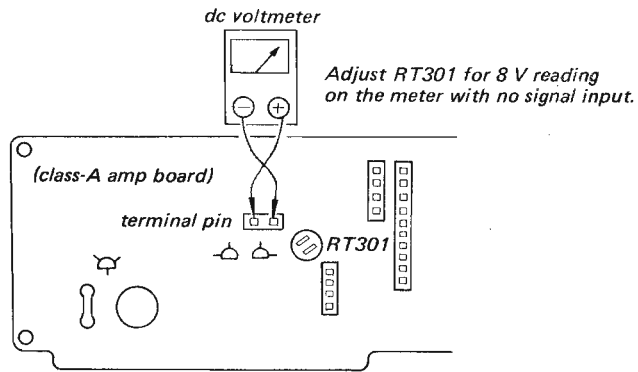 dc voltmeter
Adjust RT301 for 8 V reading
on the meter with no signal input.
− +
(class-A amp board)
terminal pin
RT301